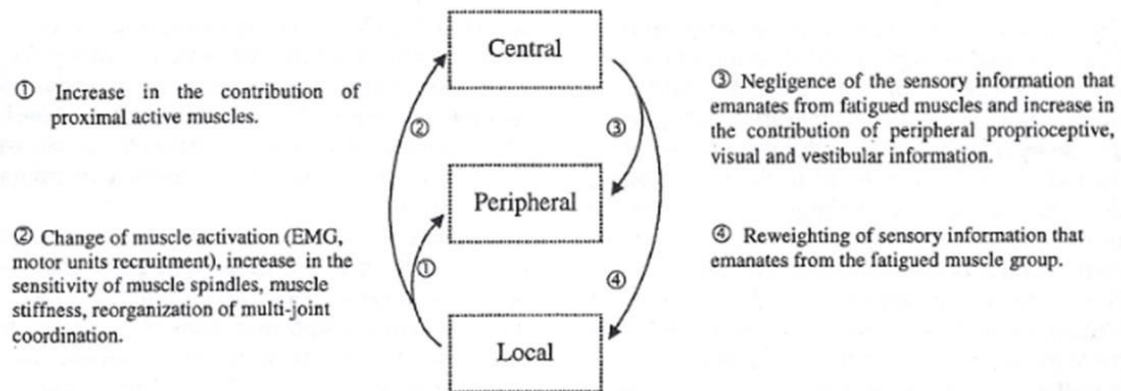 Central
① Increase in the contribution of
proximal active muscles.
②
③
③ Negligence of the sensory information that
emanates from fatigued muscles and increase in
the contribution of peripheral proprioceptive,
visual and vestibular information.
Peripheral
② Change of muscle activation (EMG,
motor units recruitment), increase in the
sensitivity of muscle spindles, muscle
stiffness, reorganization of multi-joint
coordination.
①
④
④ Reweighting of sensory information that
emanates from the fatigued muscle group.
Local